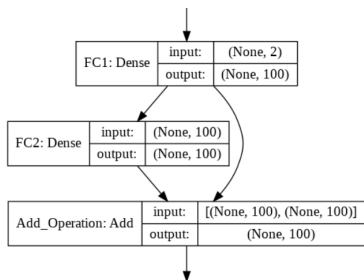 FC1: Dense
input: (None, 2)
output: (None, 100)
FC2: Dense
input: (None, 100)
output: (None, 100)
Add_Operation: Add
input: [(None, 100), (None, 100)]
output: (None, 100)